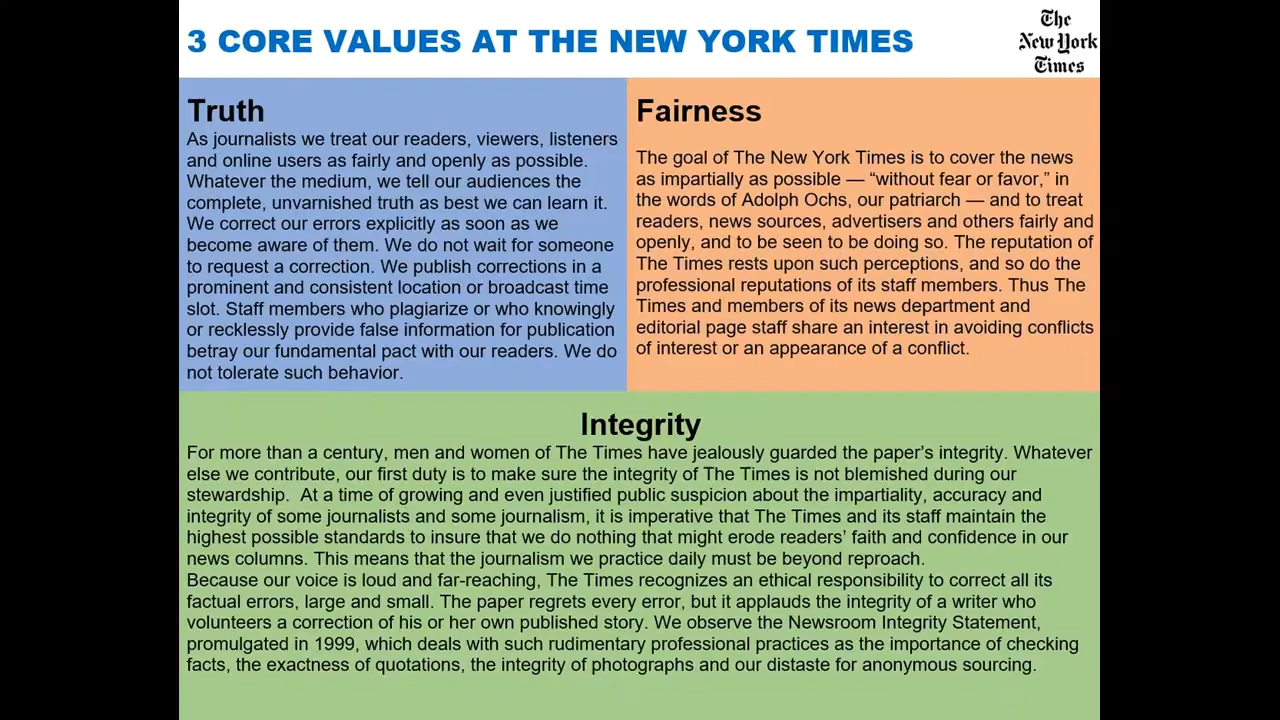 3 CORE VALUES AT THE NEW YORK TIMES
The
New York
Times
Truth
As journalists we treat our readers, viewers, listeners
and online users as fairly and openly as possible.
Whatever the medium, we tell our audiences the
complete, unvarnished truth as best we can learn it.
We correct our errors explicitly as soon as we
become aware of them. We do not wait for someone
to request a correction. We publish corrections in a
prominent and consistent location or broadcast time
slot. Staff members who plagiarize or who knowingly
or recklessly provide false information for publication
betray our fundamental pact with our readers. We do
not tolerate such behavior.
Fairness
The goal of The New York Times is to cover the news
as impartially as possible — “without fear or favor,” in
the words of Adolph Ochs, our patriarch — and to treat
readers, news sources, advertisers and others fairly and
openly, and to be seen to be doing so. The reputation of
The Times rests upon such perceptions, and so do the
professional reputations of its staff members. Thus The
Times and members of its news department and
editorial page staff share an interest in avoiding conflicts
of interest or an appearance of a conflict.
Integrity
For more than a century, men and women of The Times have jealously guarded the paper’s integrity. Whatever
else we contribute, our first duty is to make sure the integrity of The Times is not blemished during our
stewardship.  At a time of growing and even justified public suspicion about the impartiality, accuracy and
integrity of some journalists and some journalism, it is imperative that The Times and its staff maintain the
highest possible standards to insure that we do nothing that might erode readers’ faith and confidence in our
news columns. This means that the journalism we practice daily must be beyond reproach.
Because our voice is loud and far-reaching, The Times recognizes an ethical responsibility to correct all its
factual errors, large and small. The paper regrets every error, but it applauds the integrity of a writer who
volunteers a correction of his or her own published story. We observe the Newsroom Integrity Statement,
promulgated in 1999, which deals with such rudimentary professional practices as the importance of checking
facts, the exactness of quotations, the integrity of photographs and our distaste for anonymous sourcing.